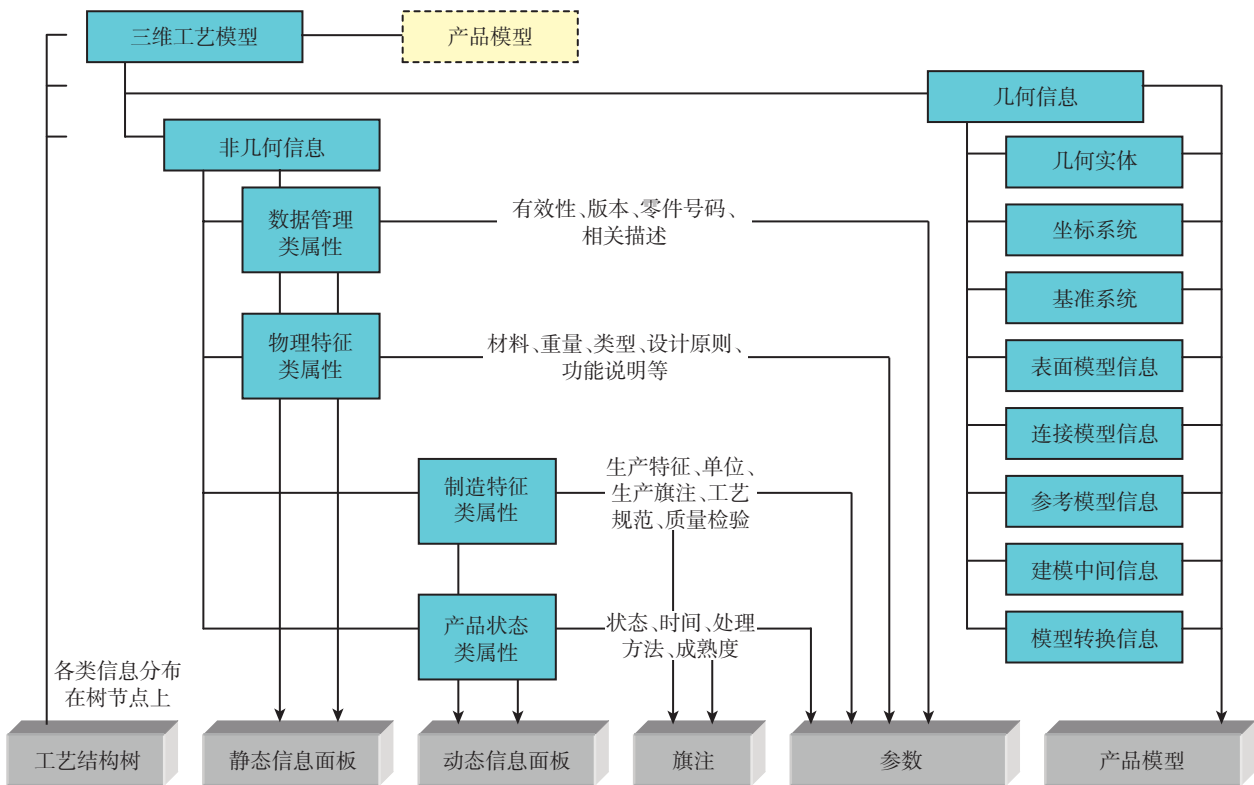 三维工艺模型
产品模型
几何信息
非几何信息
几何实体
数据管理
类属性
有效性、版本、零件号码、
相关描述
坐标系统
基准系统
物理特征
类属性
材料、重量、类型、设计原则、
功能说明等
表面模型信息
连接模型信息
制造特征
类属性
生产特征、单位、
生产旗注、工艺
规范、质量检验
参考模型信息
建模中间信息
产品状态
类属性
状态、时间、处理
方法、成熟度
模型转换信息
各类信息分布
在树节点上
工艺结构树
静态信息面板
动态信息面板
旗注
参数
产品模型